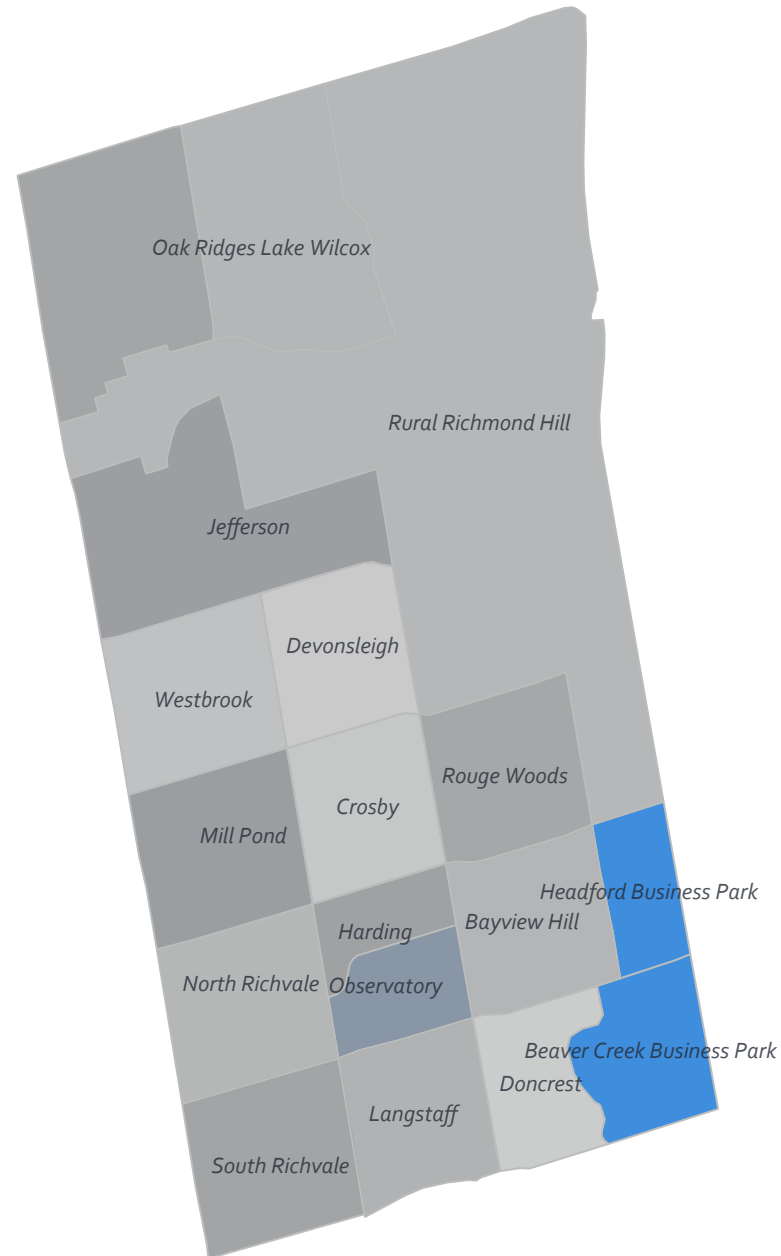 Oak Ridges Lake Wilcox
Rural Richmond Hill
Jefferson
Devonsleigh
Westbrook
Rouge Woods
Crosby
Mill Pond
Headford Business Park
Bayview Hill
Harding
North Richvale
Observatory
Beaver Creek Business Park
Doncrest
Langstaff
South Richvale